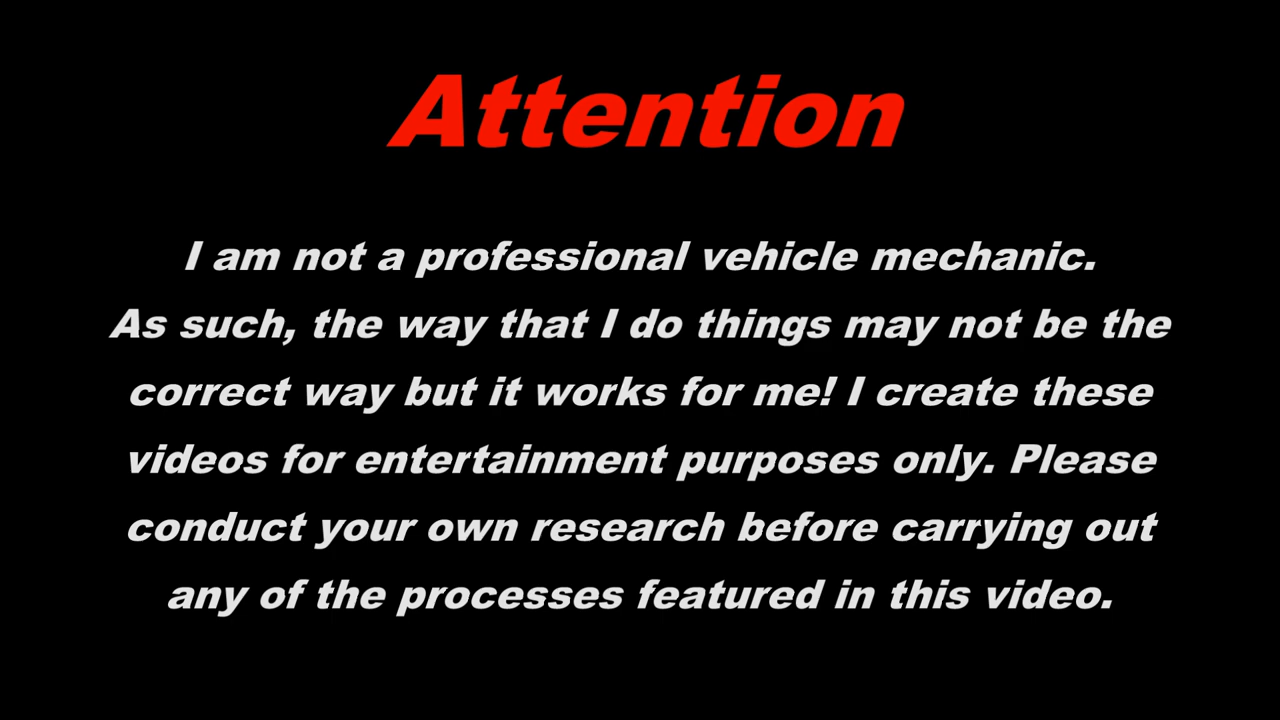 Attention
I am not a professional vehicle mechanic.
As such, the way that I do things may not be the
correct way but it works for me! I create these
videos for entertainment purposes only. Please
conduct your own research before carrying out
any of the processes featured in this video.